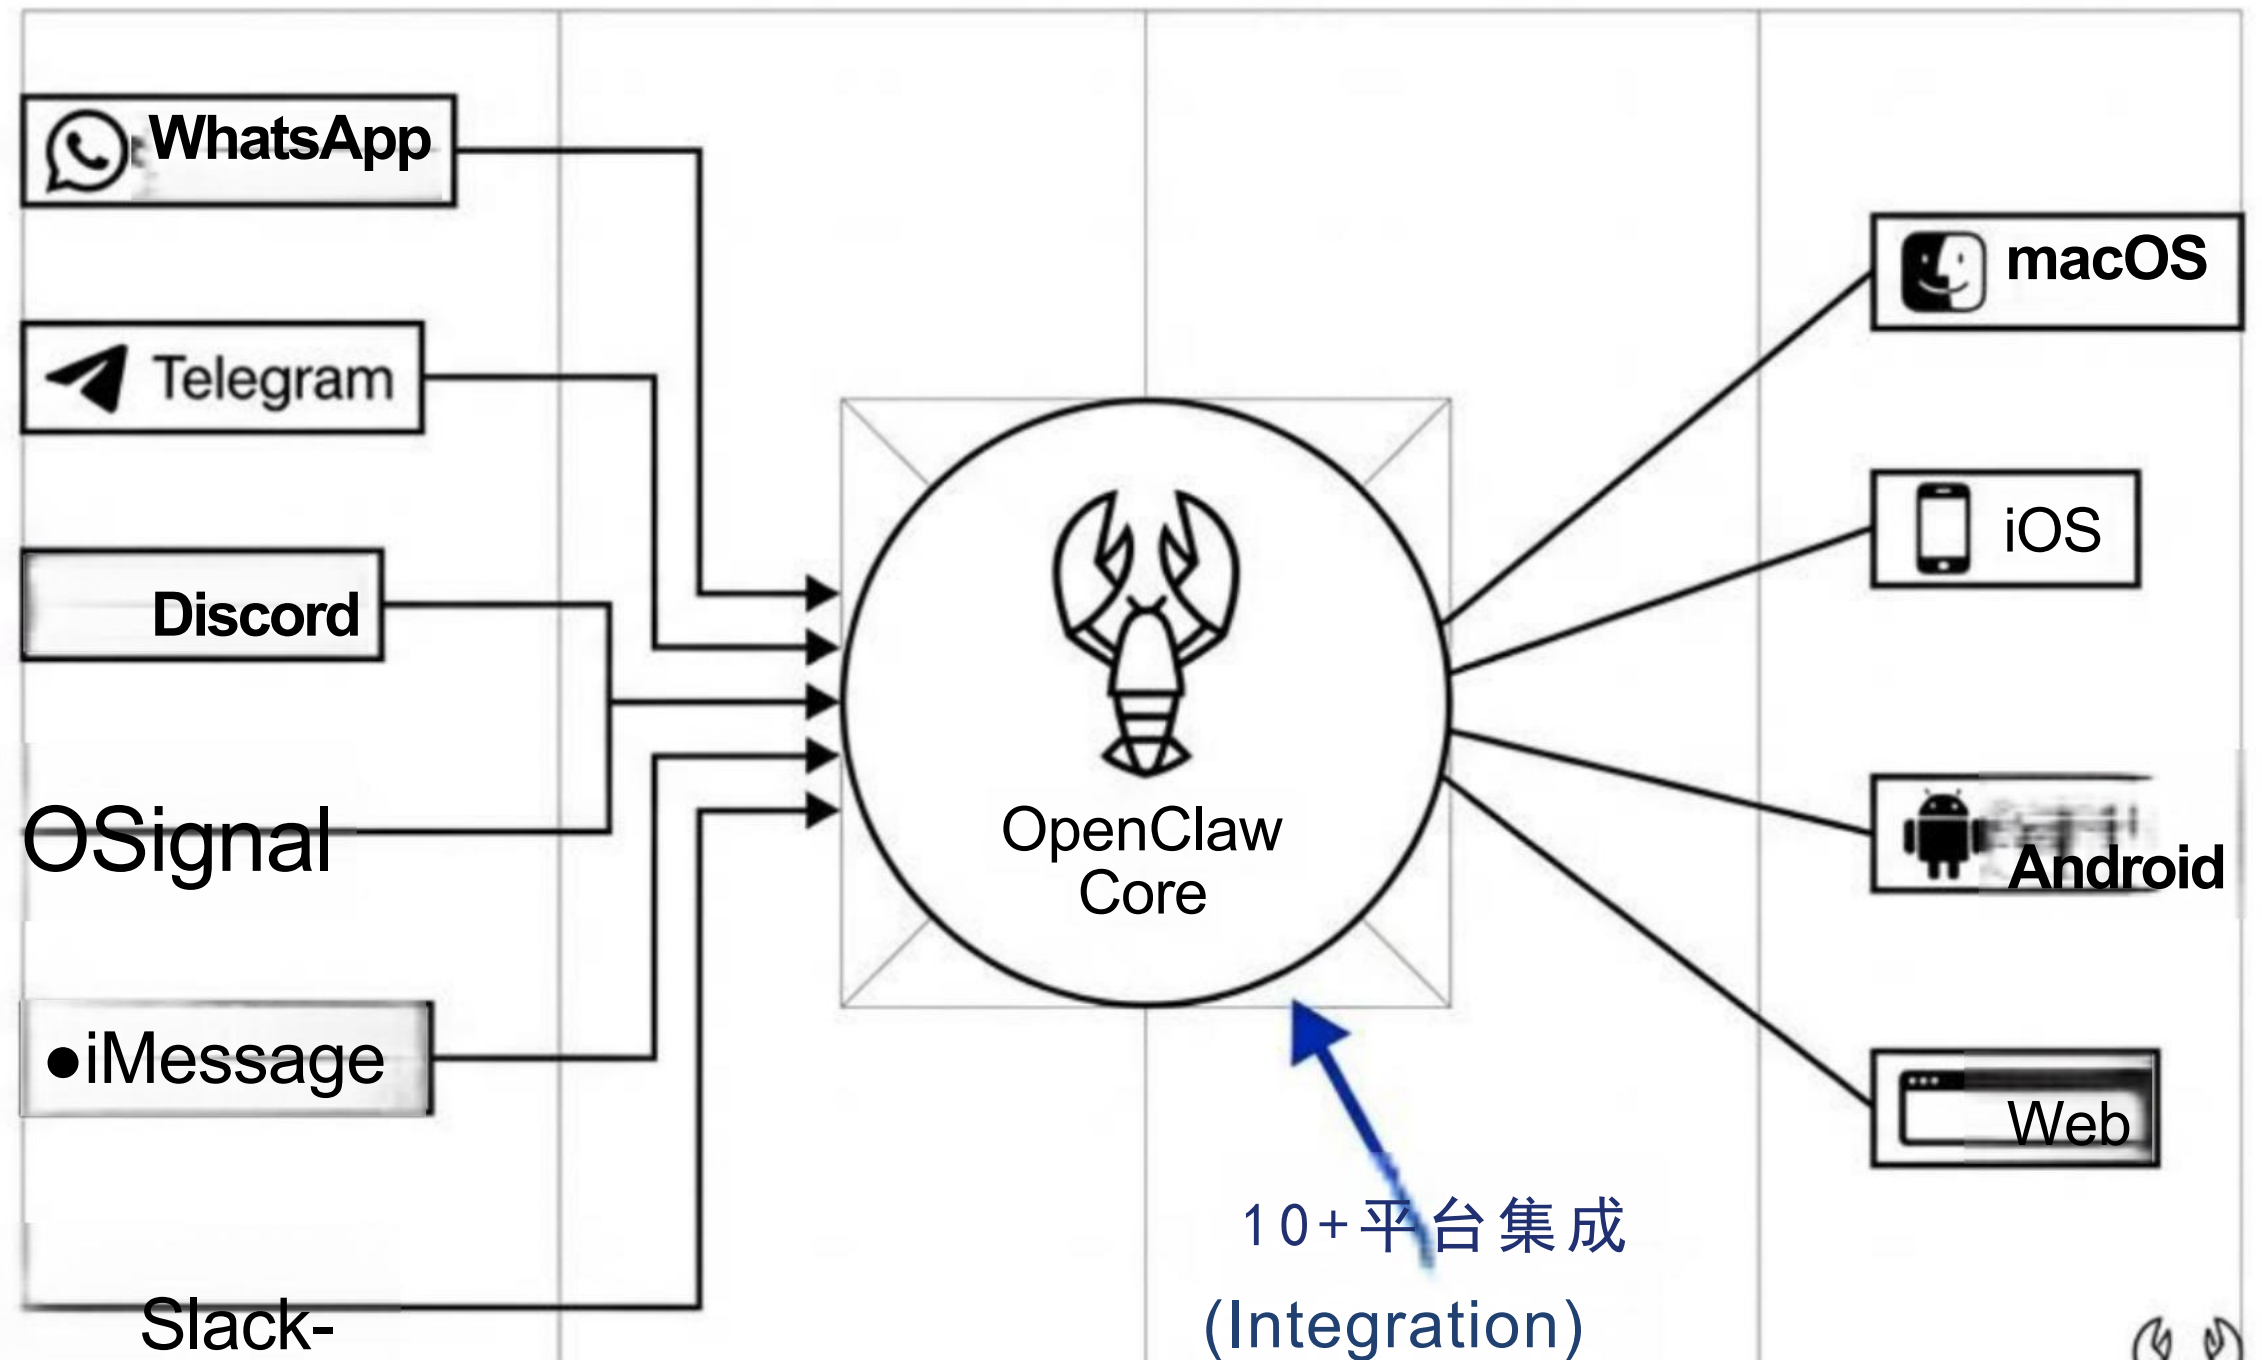 WhatsApp
Telegram
Discord
OSignal
●iMessage
Slack-
OpenClaw
Core
macOS
iOS
Android
Web
10+平台集成
(Integration)